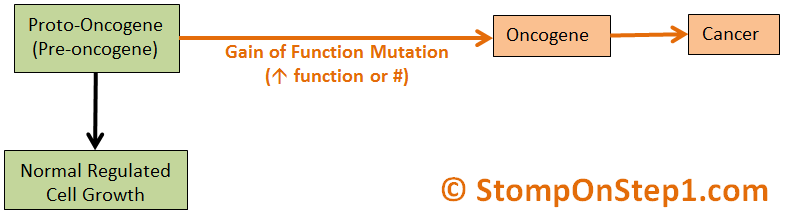 Proto-Oncogene
(Pre-oncogene)
Gain of Function Mutation
(↑ function or #)
Oncogene
Cancer
Normal Regulated
Cell Growth
© StompOnStep1.com